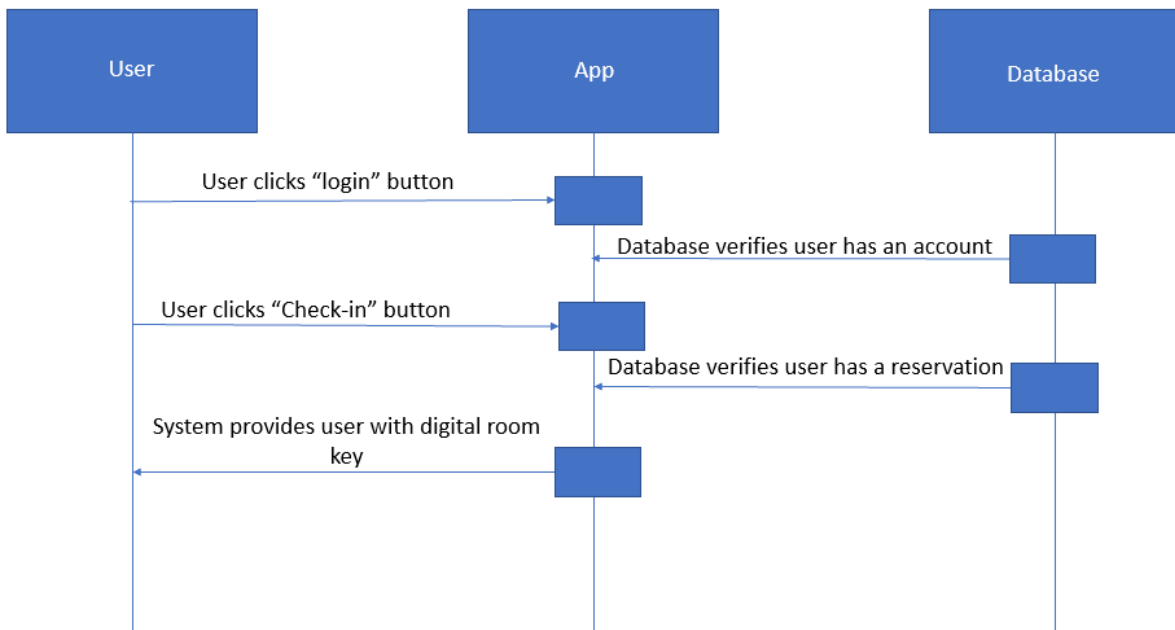 User
App
Database
User clicks “login” button
Database verifies user has an account
User clicks “Check-in” button
Database verifies user has a reservation
System provides user with digital room
key